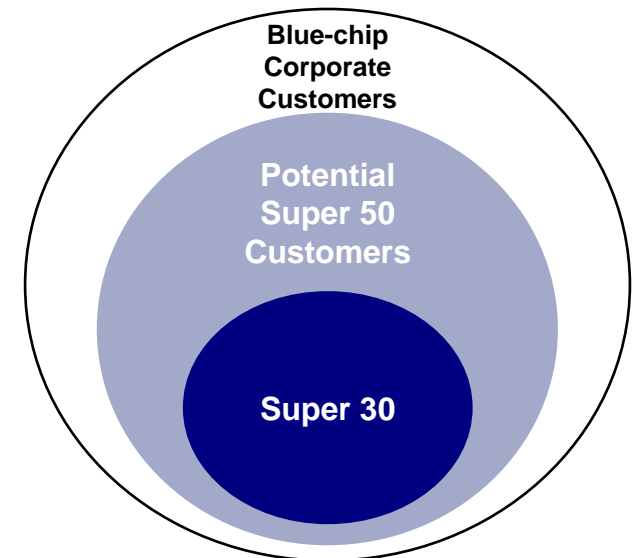 Blue-chip
Corporate
Customers
Potential
Super 50
Customers
Super 30